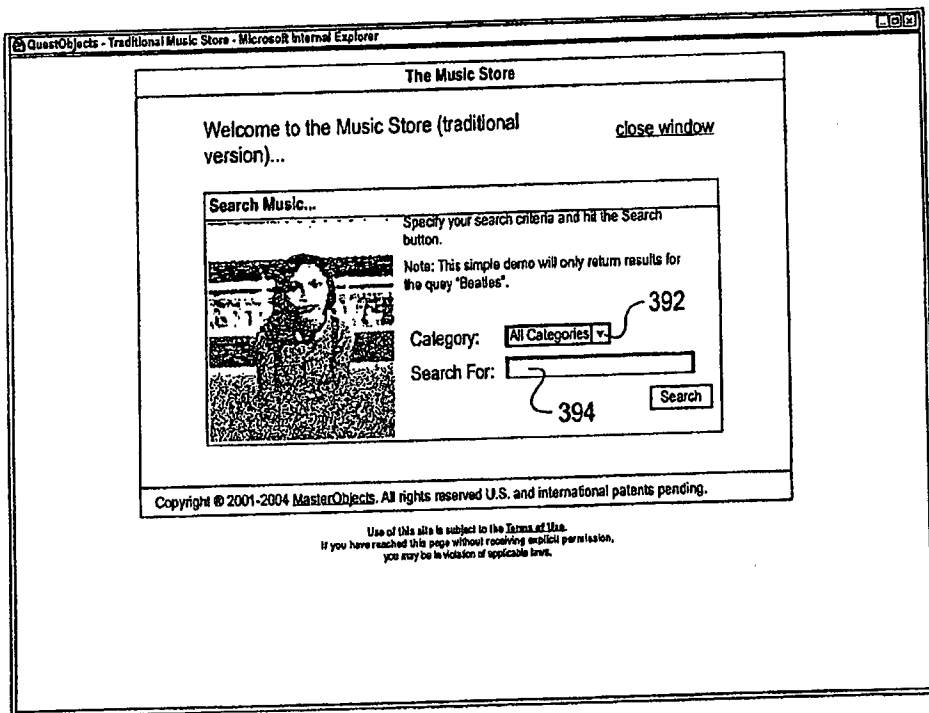 QuestObjects - Traditional Music Store - Microsoft Internal Explorer
The Music Store
Welcome to the Music Store (traditional
version)...
close window
Search Music...
Specify your search criteria and hit the Search
button.
Note: This simple demo will only return results for
the quey "Beatles".
392
Category:
All Categories
Search For:
394
Search
Copyright ® 2001-2004 MasterObjects. All rights reserved U.S. and international patents pending.
Use of this site is subject to the Terms of Use.
If you have reached this page without receiving explicit permission,
you may be in violation of applicable laws.